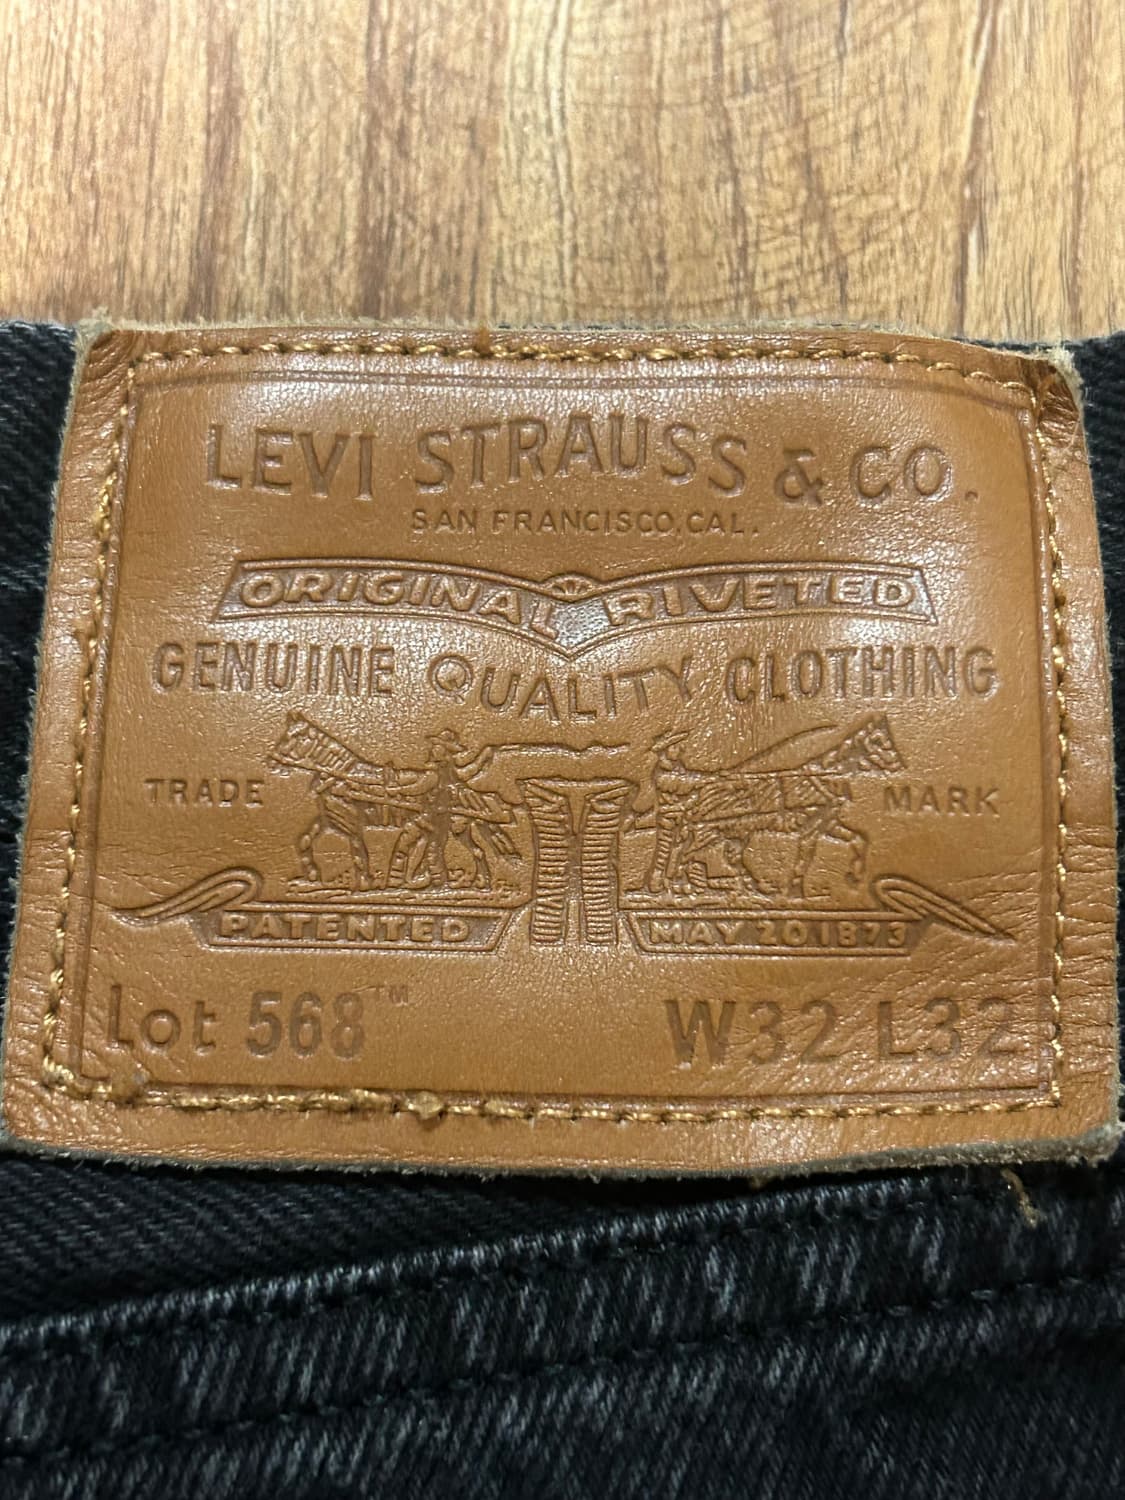 LEVI STRAUSS & CO.
SAN FRANCISCO, CAL.
ORIGINAL RIVETED
GENUINE QUALITY CLOTHING
TRADE MARK
PATENTED MAY 20 1873
Lot 568™ W32 L32